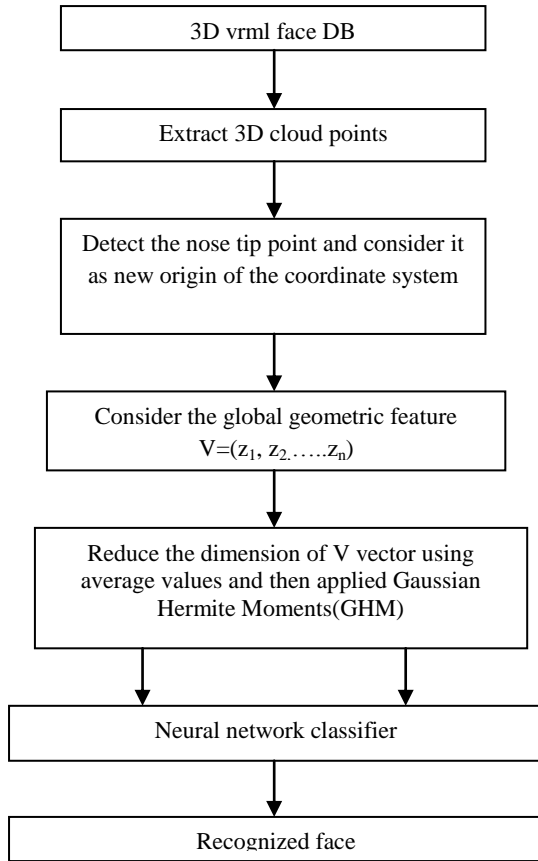 3D vrml face DB
Extract 3D cloud points
Detect the nose tip point and consider it
as new origin of the coordinate system
Consider the global geometric feature
V=(z₁, z₂.…..zₙ)
Reduce the dimension of V vector using
average values and then applied Gaussian
Hermite Moments(GHM)
Neural network classifier
Recognized face